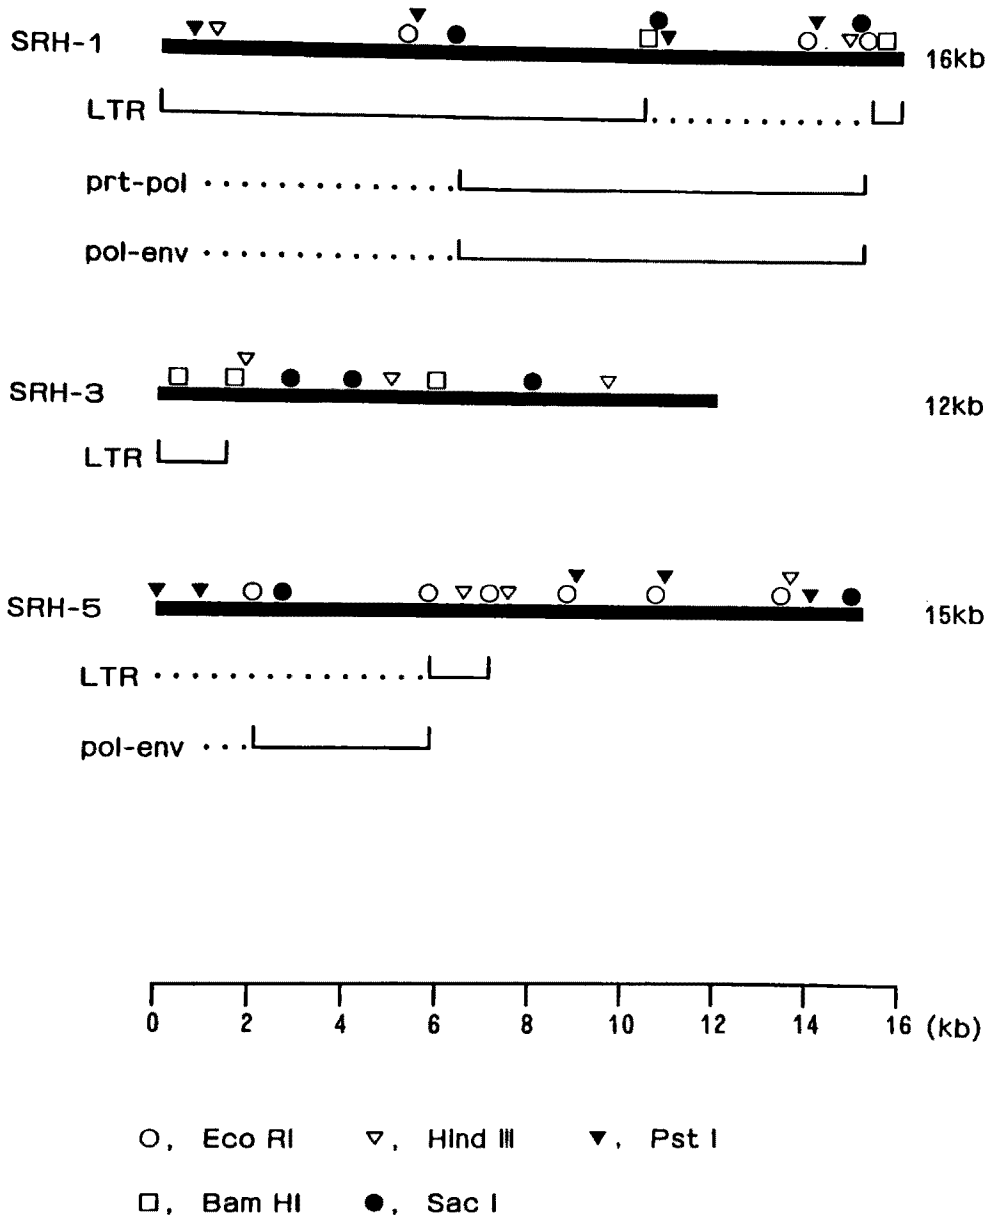 SRH-1
16kb
LTR
prt-pol
pol-env
SRH-3
12kb
LTR
SRH-5
15kb
LTR
pol-env
0 2 4 6 8 10 12 14 16 (kb)
○, Eco RI ▽, Hind III ▼, Pst I
□, Bam HI ●, Sac I